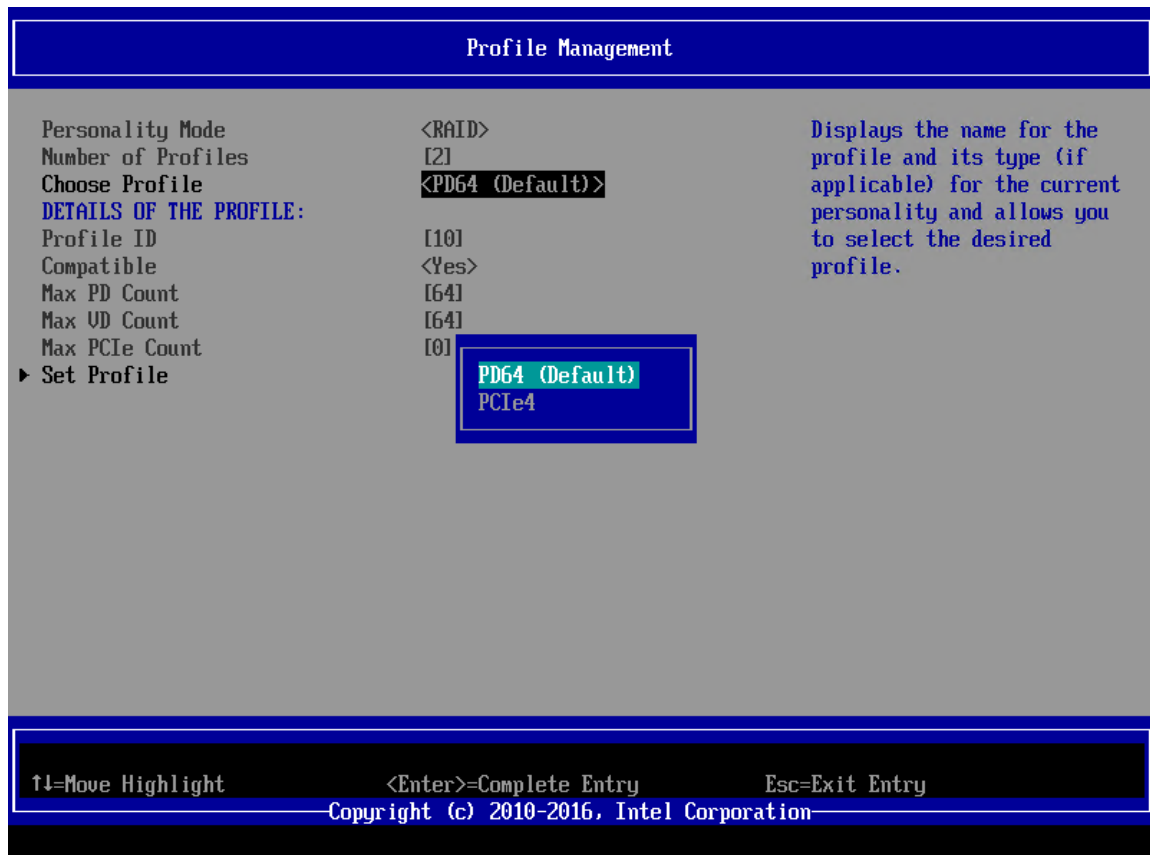 Profile Management
Personality Mode <RAID>
Number of Profiles [2]
Choose Profile <PD64 (Default)>
DETAILS OF THE PROFILE:
Profile ID [10]
Compatible <Yes>
Max PD Count [64]
Max VD Count [64]
Max PCIe Count [0]
Set Profile
PD64 (Default)
PCIe4
Displays the name for the
profile and its type (if
applicable) for the current
personality and allows you
to select the desired
profile.
↑↓=Move Highlight <Enter>=Complete Entry Esc=Exit Entry
Copyright (c) 2010-2016, Intel Corporation